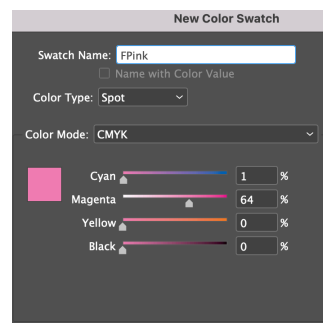 New Color Swatch
Swatch Name: FPink
Name with Color Value
Color Type: Spot
Color Mode: CMYK
Cyan 1 %
Magenta 64 %
Yellow 0 %
Black 0 %